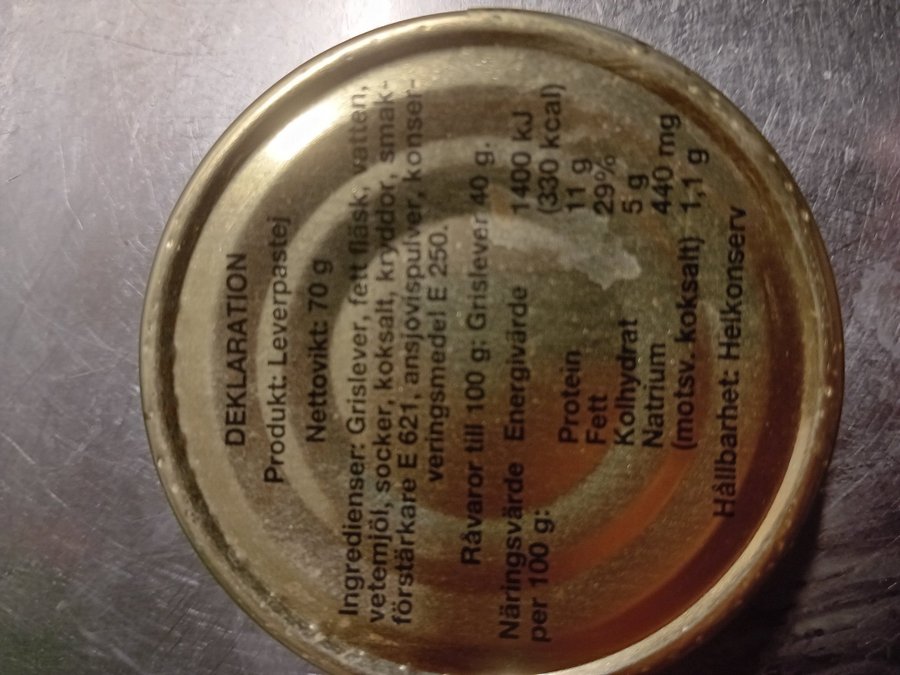 DEKLARATION
Produkt: Leverpastej
Nettovikt: 70 g
Ingredienser: Grislever, fett fläsk, vatten,
vetemjöl, socker, koksalt, kryddor, smak-
förstärkare E 621, ansjovispulver, konser-
veringsmedel E 250.
Råvaror till 100 g: Grislever 40 g.
Näringsvärde Energivärde 1400 kJ
per 100 g: (330 kcal)
Protein 11 g
Fett 29%
Kolhydrat 5 g
Natrium 440 mg
(motsv. koksalt) 1,1 g
Hållbarhet: Helkonserv